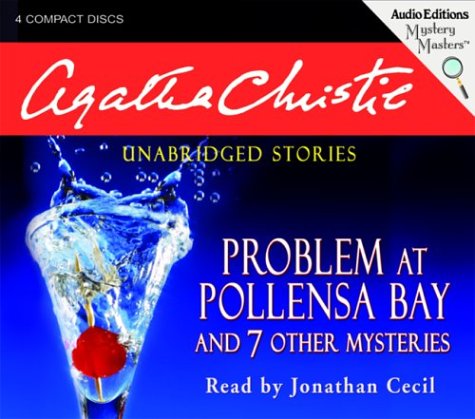 4 COMPACT DISCS
Audio Editions
Mystery
Masters™
Agatha Christie
UNABRIDGED STORIES
PROBLEM AT
POLLENSA BAY
AND 7 OTHER MYSTERIES
Read by Jonathan Cecil